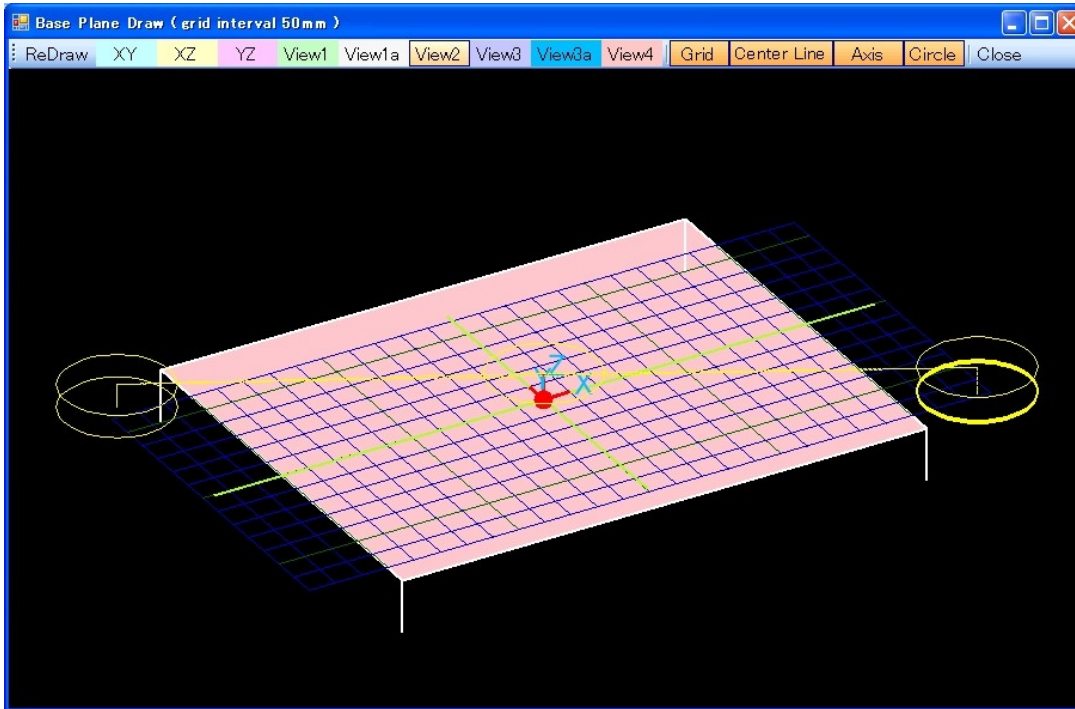 Base Plane Draw ( grid interval 50mm )
ReDraw XY XZ YZ View1 View1a View2 View3 View3a View4 Grid Center Line Axis Circle Close
Z
Y X